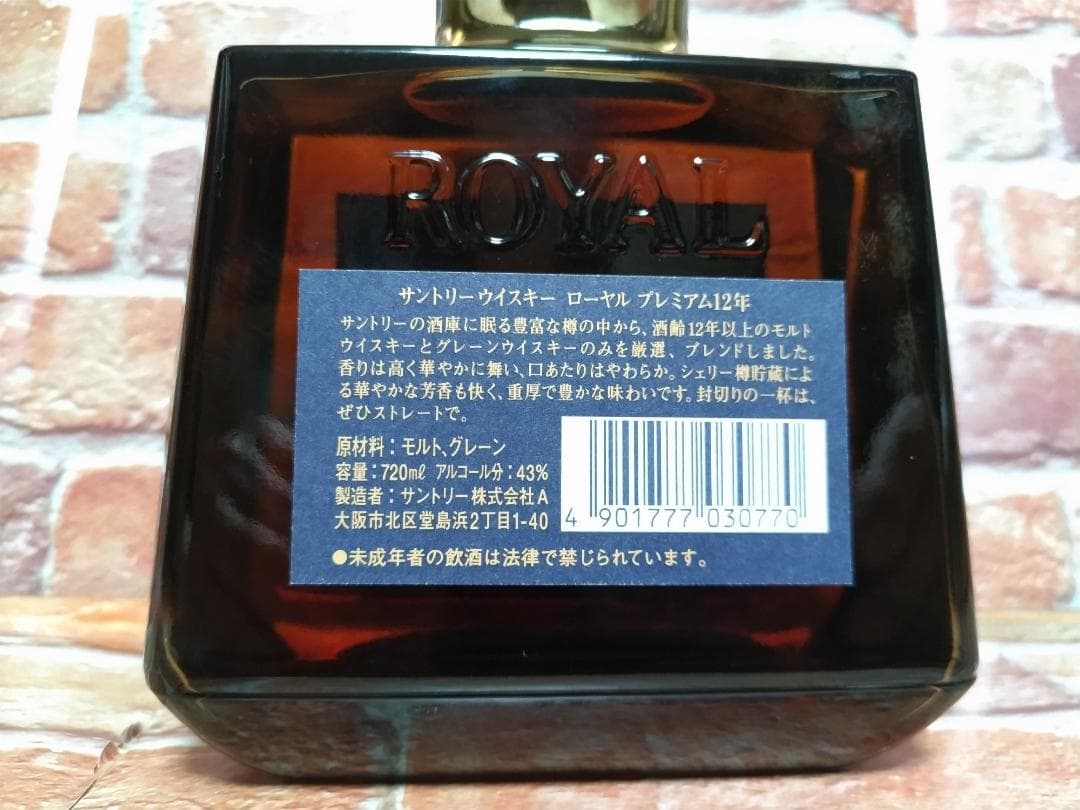 ROYAL
サントリーウイスキー ローヤル プレミアム12年
サントリーの酒庫に眠る豊富な樽の中から、酒齢12年以上のモルト
ウイスキーとグレーンウイスキーのみを厳選、ブレンドしました。
香りは高く華やかに舞い、口あたりはやわらか。シェリー樽貯蔵によ
る華やかな芳香も快く、重厚で豊かな味わいです。封切りの一杯は、
ぜひストレートで。
原材料：モルト、グレーン
容量：720㎖ アルコール分：43%
製造者：サントリー株式会社A
大阪市北区堂島浜2丁目1-40
4 901777 030770
●未成年者の飲酒は法律で禁じられています。